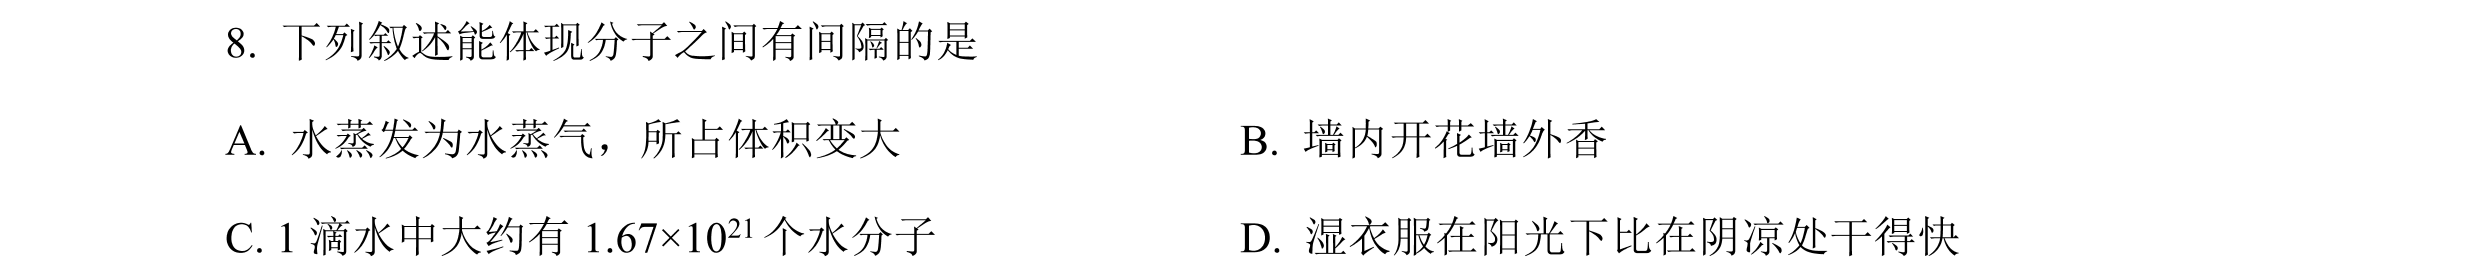 8. 下列叙述能体现分子之间有间隔的是
A. 水蒸发为水蒸气，所占体积变大 B. 墙内开花墙外香
C. 1 滴水中大约有 1.67×10²¹ 个水分子 D. 湿衣服在阳光下比在阴凉处干得快